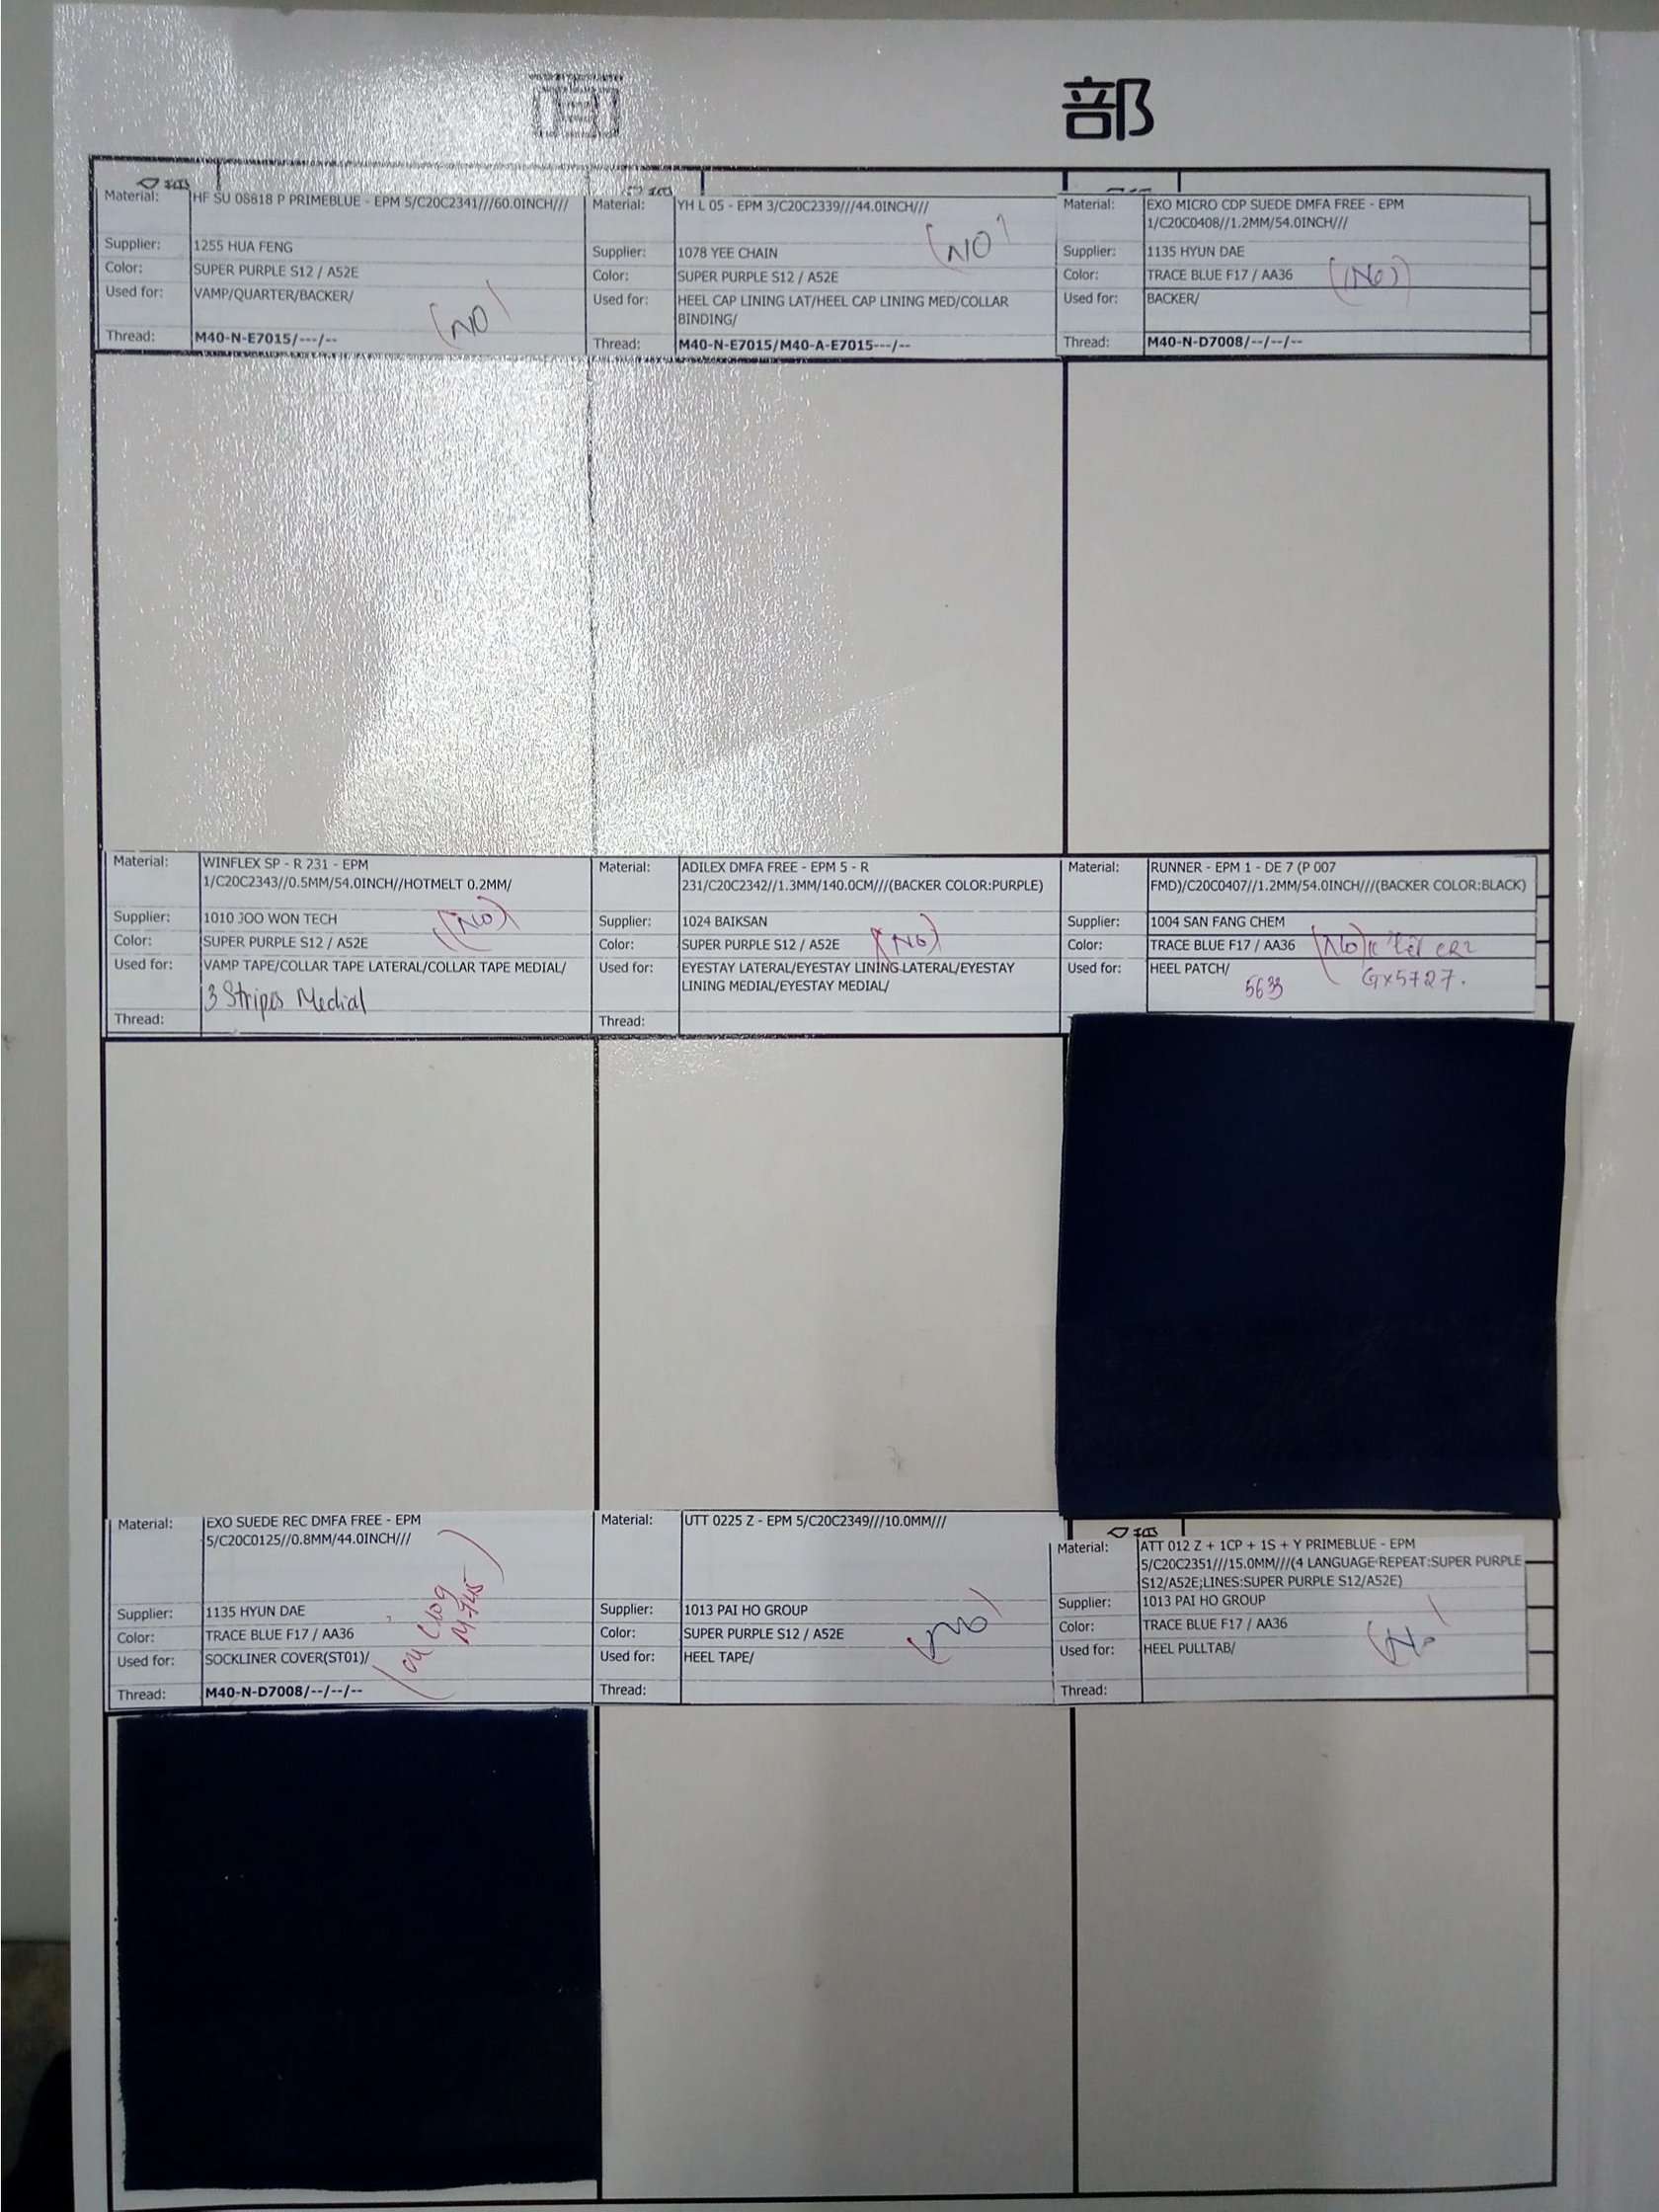 面 部
Material: HF SU 08818 P PRIMEBLUE - EPM 5/C20C2341///60.0INCH///
Supplier: 1255 HUA FENG
Color: SUPER PURPLE S12 / A52E
Used for: VAMP/QUARTER/BACKER/
(NO)
Thread: M40-N-E7015/---/--
Material: YH L 05 - EPM 3/C20C2339///44.0INCH///
(NO)
Supplier: 1078 YEE CHAIN
Color: SUPER PURPLE S12 / A52E
Used for: HEEL CAP LINING LAT/HEEL CAP LINING MED/COLLAR
BINDING/
Thread: M40-N-E7015/M40-A-E7015---/--
Material: EXO MICRO CDP SUEDE DMFA FREE - EPM
1/C20C0408//1.2MM/54.0INCH///
Supplier: 1135 HYUN DAE
Color: TRACE BLUE F17 / AA36 (No)
Used for: BACKER/
Thread: M40-N-D7008/--/--/--
Material: WINFLEX SP - R 231 - EPM
1/C20C2343//0.5MM/54.0INCH//HOTMELT 0.2MM/
Supplier: 1010 JOO WON TECH (No)
Color: SUPER PURPLE S12 / A52E
Used for: VAMP TAPE/COLLAR TAPE LATERAL/COLLAR TAPE MEDIAL/
3 Stripes Medial
Thread:
Material: ADILEX DMFA FREE - EPM 5 - R
231/C20C2342//1.3MM/140.0CM///(BACKER COLOR:PURPLE)
Supplier: 1024 BAIKSAN
Color: SUPER PURPLE S12 / A52E (No)
Used for: EYESTAY LATERAL/EYESTAY LINING LATERAL/EYESTAY
LINING MEDIAL/EYESTAY MEDIAL/
Thread:
Material: RUNNER - EPM 1 - DE 7 (P 007
FMD)/C20C0407//1.2MM/54.0INCH///(BACKER COLOR:BLACK)
Supplier: 1004 SAN FANG CHEM
Color: TRACE BLUE F17 / AA36 (No)
Used for: HEEL PATCH/
5633 GX5727.
Material: EXO SUEDE REC DMFA FREE - EPM
5/C20C0125//0.8MM/44.0INCH///
Supplier: 1135 HYUN DAE
Color: TRACE BLUE F17 / AA36
Used for: SOCKLINER COVER(ST01)/
Thread: M40-N-D7008/--/--/--
Material: UTT 0225 Z - EPM 5/C20C2349///10.0MM///
Supplier: 1013 PAI HO GROUP
Color: SUPER PURPLE S12 / A52E (No)
Used for: HEEL TAPE/
Thread:
Material: ATT 012 Z + 1CP + 1S + Y PRIMEBLUE - EPM
5/C20C2351///15.0MM///(4 LANGUAGE REPEAT:SUPER PURPLE
S12/A52E;LINES:SUPER PURPLE S12/A52E)
Supplier: 1013 PAI HO GROUP
Color: TRACE BLUE F17 / AA36 (No)
Used for: HEEL PULLTAB/
Thread: